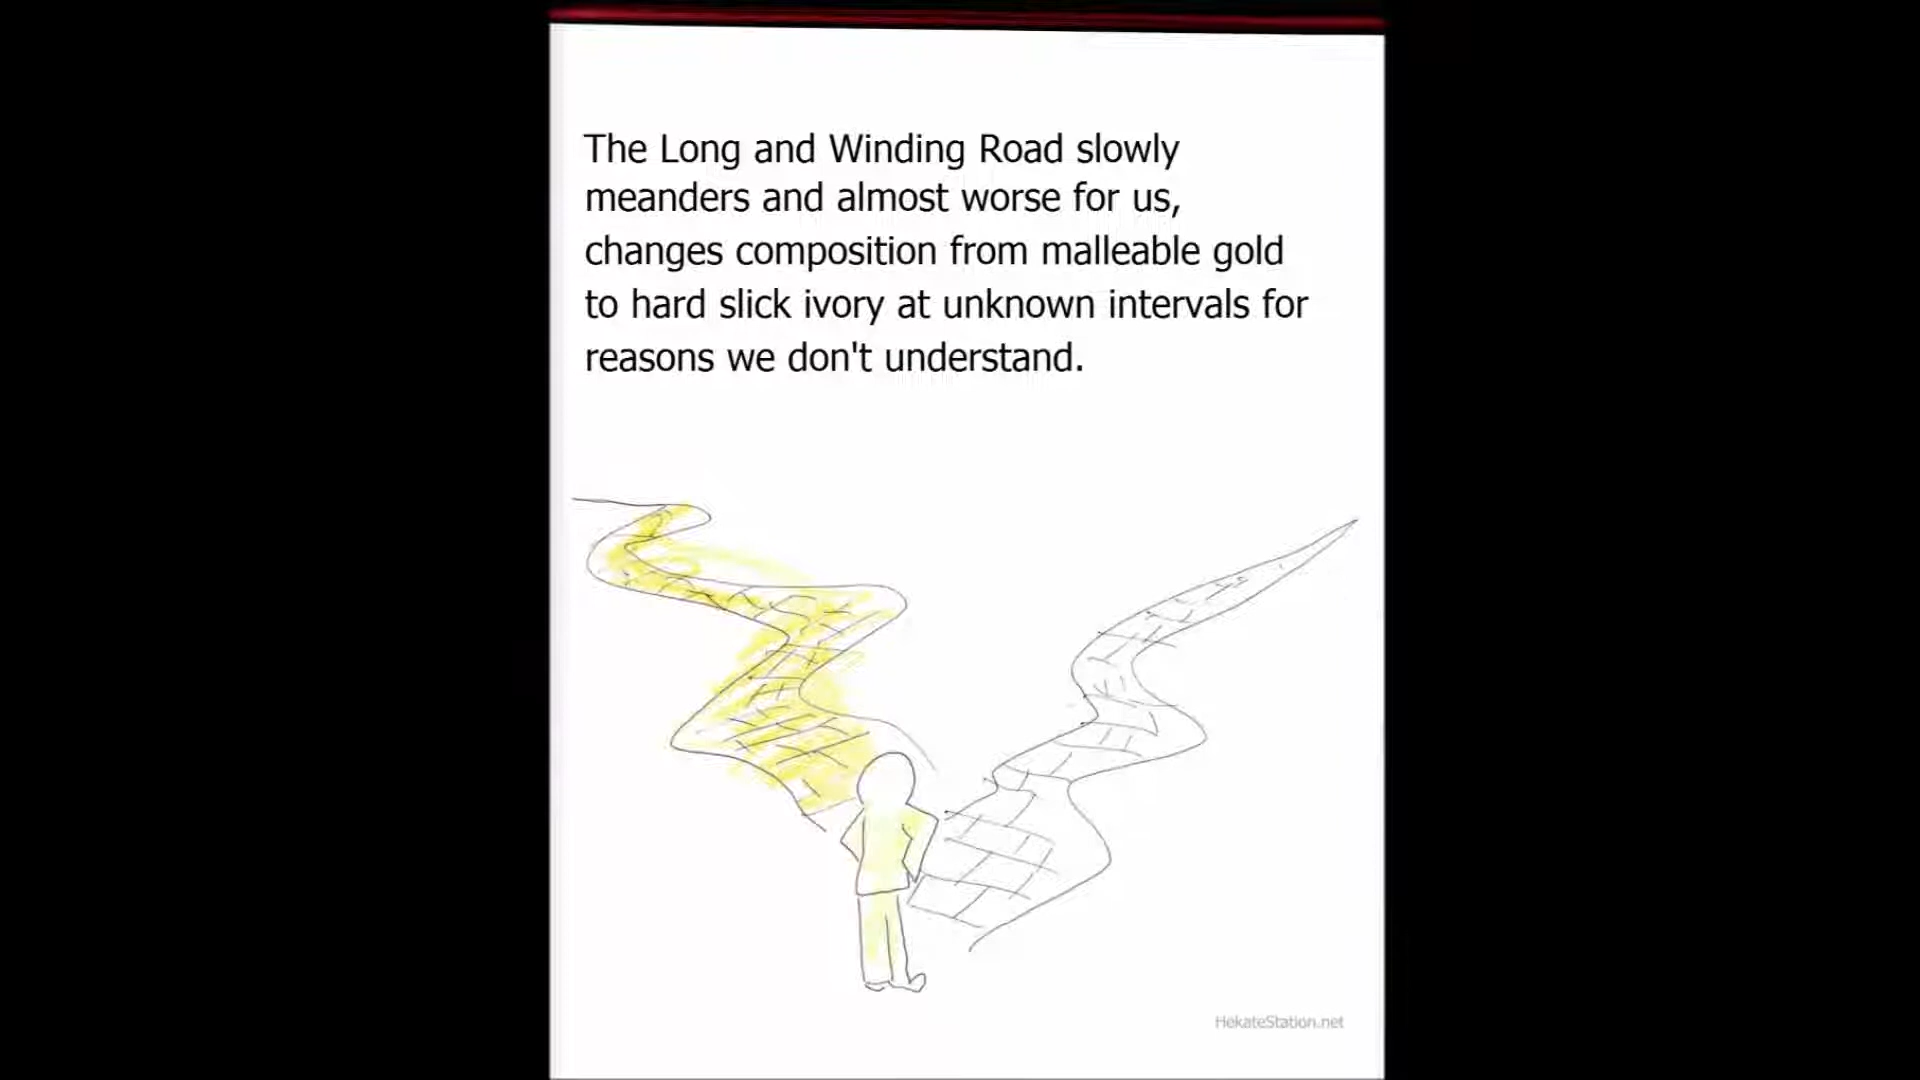 The Long and Winding Road slowly
meanders and almost worse for us,
changes composition from malleable gold
to hard slick ivory at unknown intervals for
reasons we don't understand.
HekateStation.net